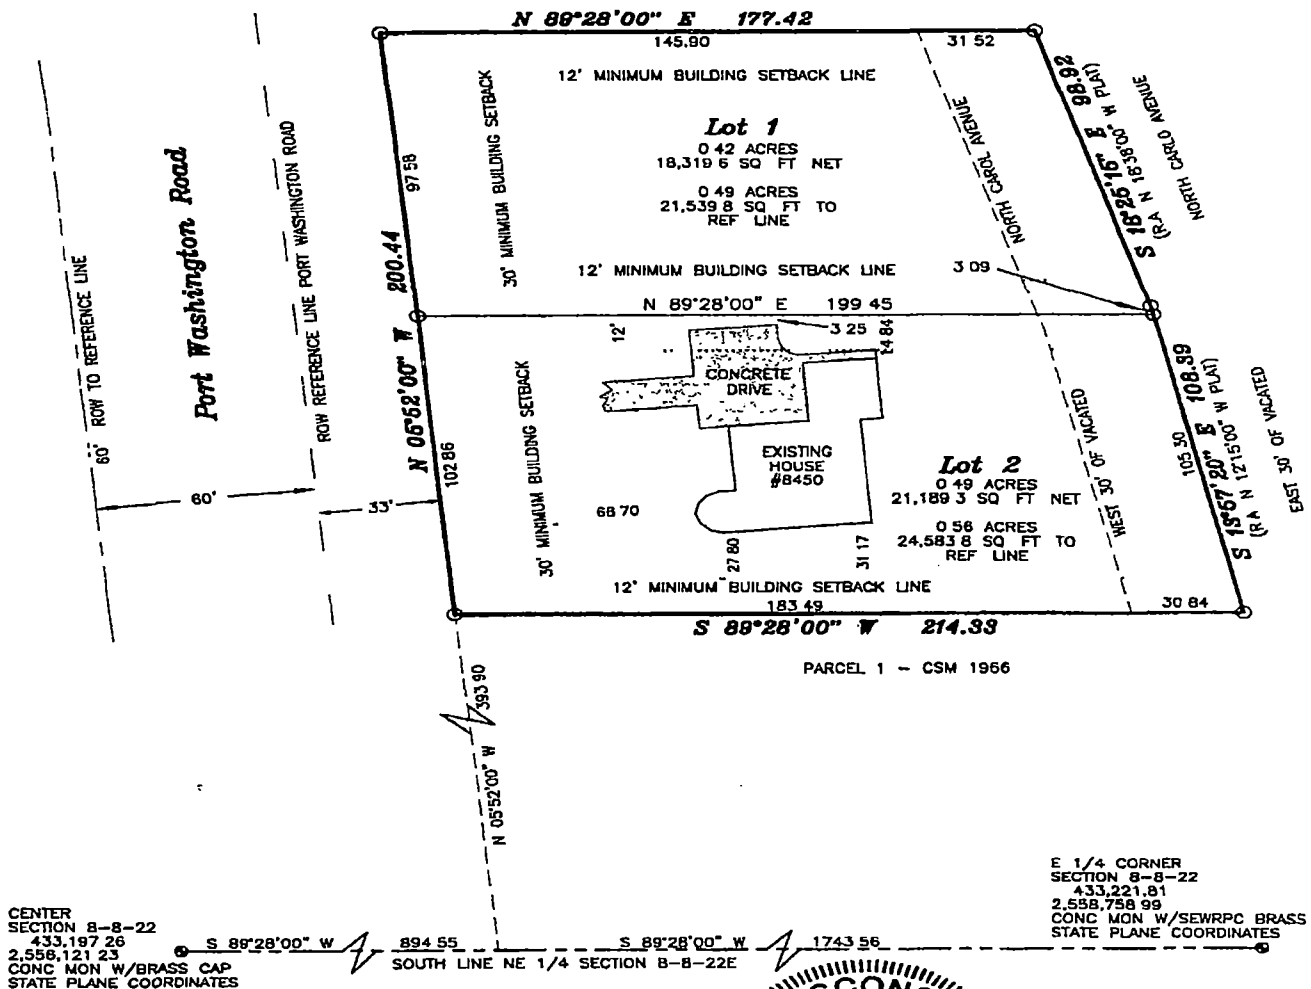 N 89°28'00" E 177.42
145.90
31 52
12' MINIMUM BUILDING SETBACK LINE
30' MINIMUM BUILDING SETBACK
Lot 1
0 42 ACRES
18,319 6 SQ FT NET
0 49 ACRES
21,539 8 SQ FT TO
REF LINE
NORTH CAROL AVENUE
S 18°26'16" E 98.92
(RA N 18°38'00" W PLAT)
NORTH CARLO AVENUE
97 58
200.44
N 05°52'00" W
102 86
Port Washington Road
60' ROW TO REFERENCE LINE
ROW REFERENCE LINE PORT WASHINGTON ROAD
60'
33'
12' MINIMUM BUILDING SETBACK LINE
3 09
N 89°28'00" E 199 45
12'
3 25
14 84
CONCRETE
DRIVE
30' MINIMUM BUILDING SETBACK
EXISTING
HOUSE
#8450
68 70
27 80
31 17
Lot 2
0 49 ACRES
21,189 3 SQ FT NET
0 56 ACRES
24,583 8 SQ FT TO
REF LINE
WEST 30' OF VACATED
105 30
S 13°57'20" E 108.39
(RA N 12°15'00" W PLAT)
EAST 30' OF VACATED
12' MINIMUM BUILDING SETBACK LINE
183 49
30 84
S 89°28'00" W 214.33
PARCEL 1 - CSM 1966
393 90
N 05°52'00" W
CENTER
SECTION 8-8-22
433,197 26
2,556,121 23
CONC MON W/BRASS CAP
STATE PLANE COORDINATES
S 89°28'00" W
894 55
S 89°28'00" W
1743 56
SOUTH LINE NE 1/4 SECTION 8-8-22E
E 1/4 CORNER
SECTION 8-8-22
433,221.81
2,558,758 99
CONC MON W/SEWRPC BRASS
STATE PLANE COORDINATES